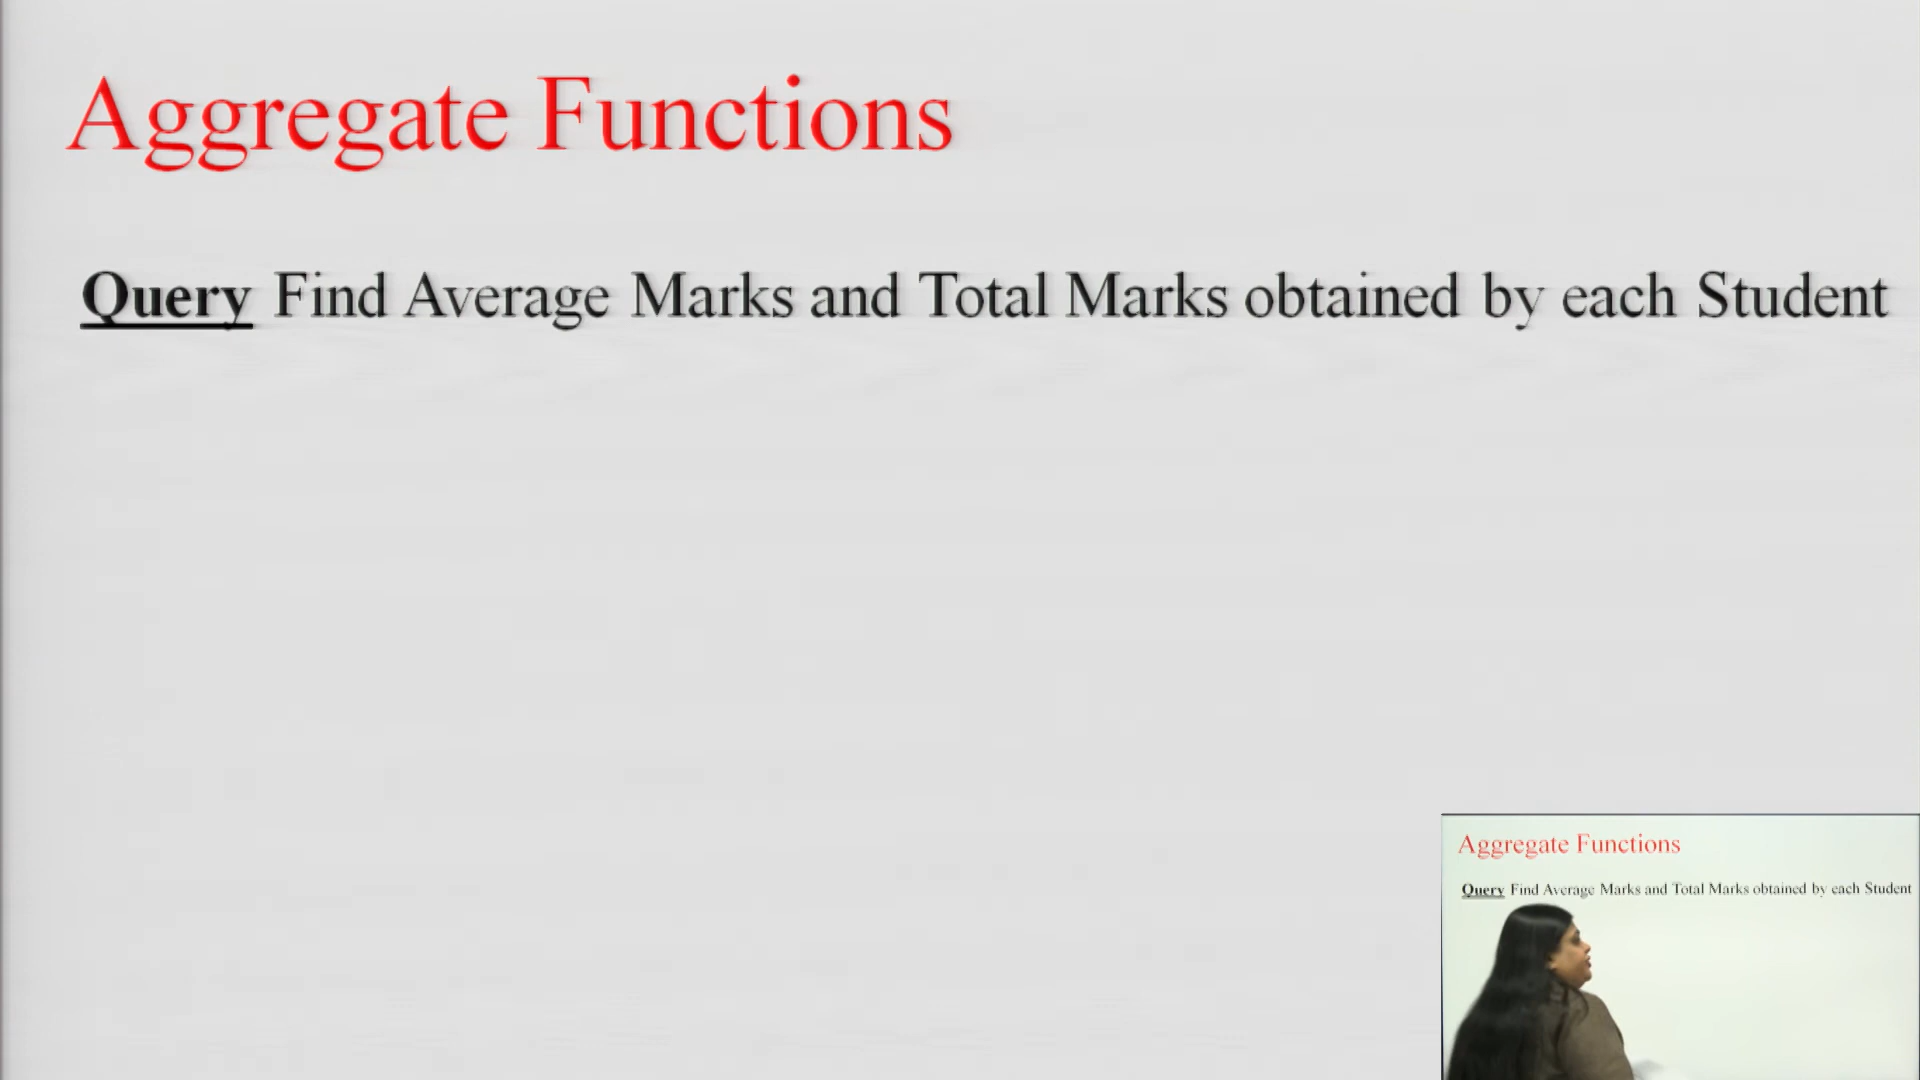 Aggregate Functions
Query Find Average Marks and Total Marks obtained by each Student
Aggregate Functions
Query Find Average Marks and Total Marks obtained by each Student